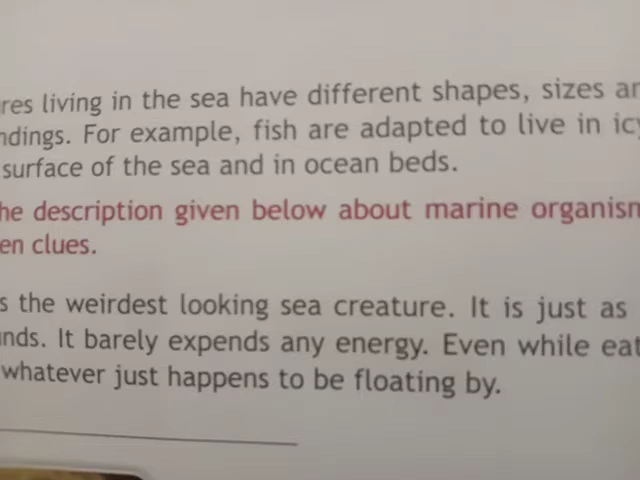 res living in the sea have different shapes, sizes ar
ndings. For example, fish are adapted to live in icy
surface of the sea and in ocean beds.
he description given below about marine organism
en clues.
s the weirdest looking sea creature. It is just as
unds. It barely expends any energy. Even while eat
whatever just happens to be floating by.